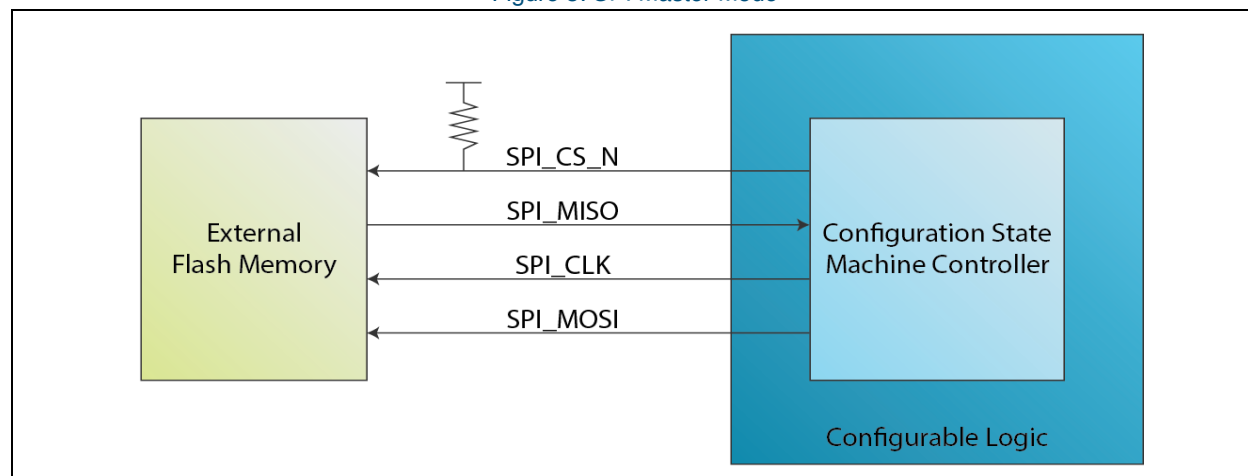 SPI_CS_N
SPI_MISO
SPI_CLK
SPI_MOSI
External
Flash Memory
Configuration State
Machine Controller
Configurable Logic